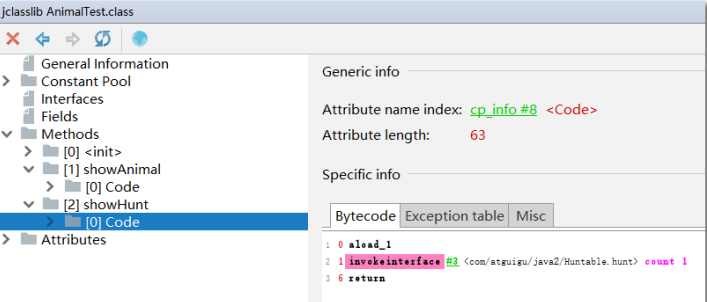 jclasslib AnimalTest.class
General Information
Constant Pool
Interfaces
Fields
Methods
[0] <init>
[1] showAnimal
[0] Code
[2] showHunt
[0] Code
Attributes
Generic info
Attribute name index: cp_info #8 <Code>
Attribute length: 63
Specific info
Bytecode Exception table Misc
1 0 aload_1
2 1 invokeinterface #3 <com/atguigu/java2/Huntable.hunt> count 1
3 6 return